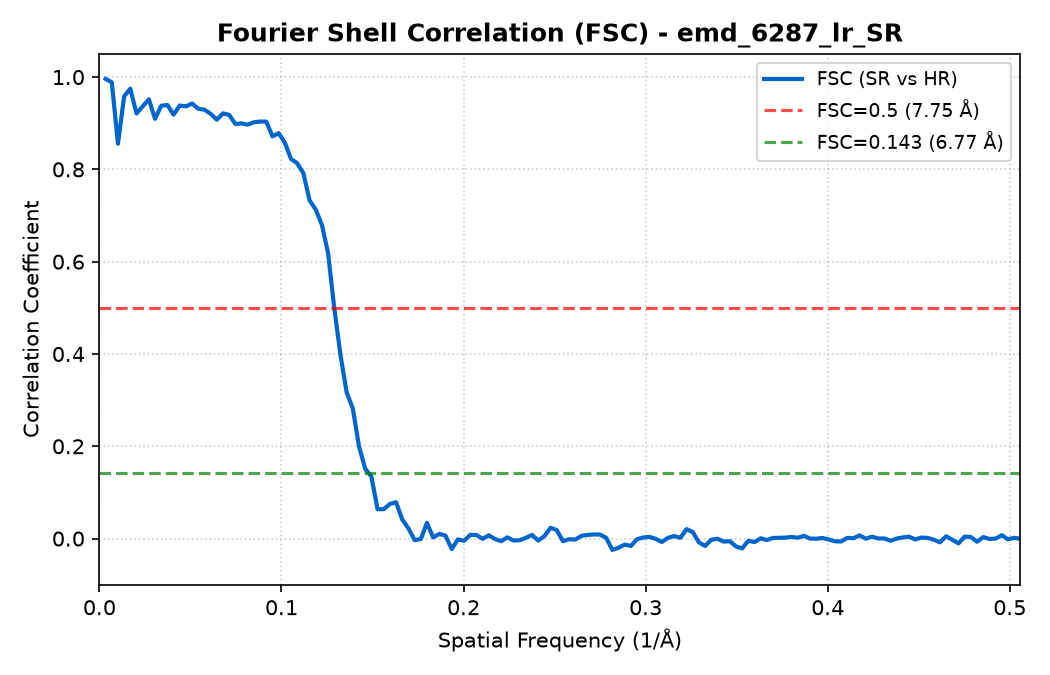 Fourier Shell Correlation (FSC) - emd_6287_lr_SR
FSC (SR vs HR)
FSC=0.5 (7.75 Å)
FSC=0.143 (6.77 Å)
Correlation Coefficient
1.0
0.8
0.6
0.4
0.2
0.0
0.0 0.1 0.2 0.3 0.4 0.5
Spatial Frequency (1/Å)